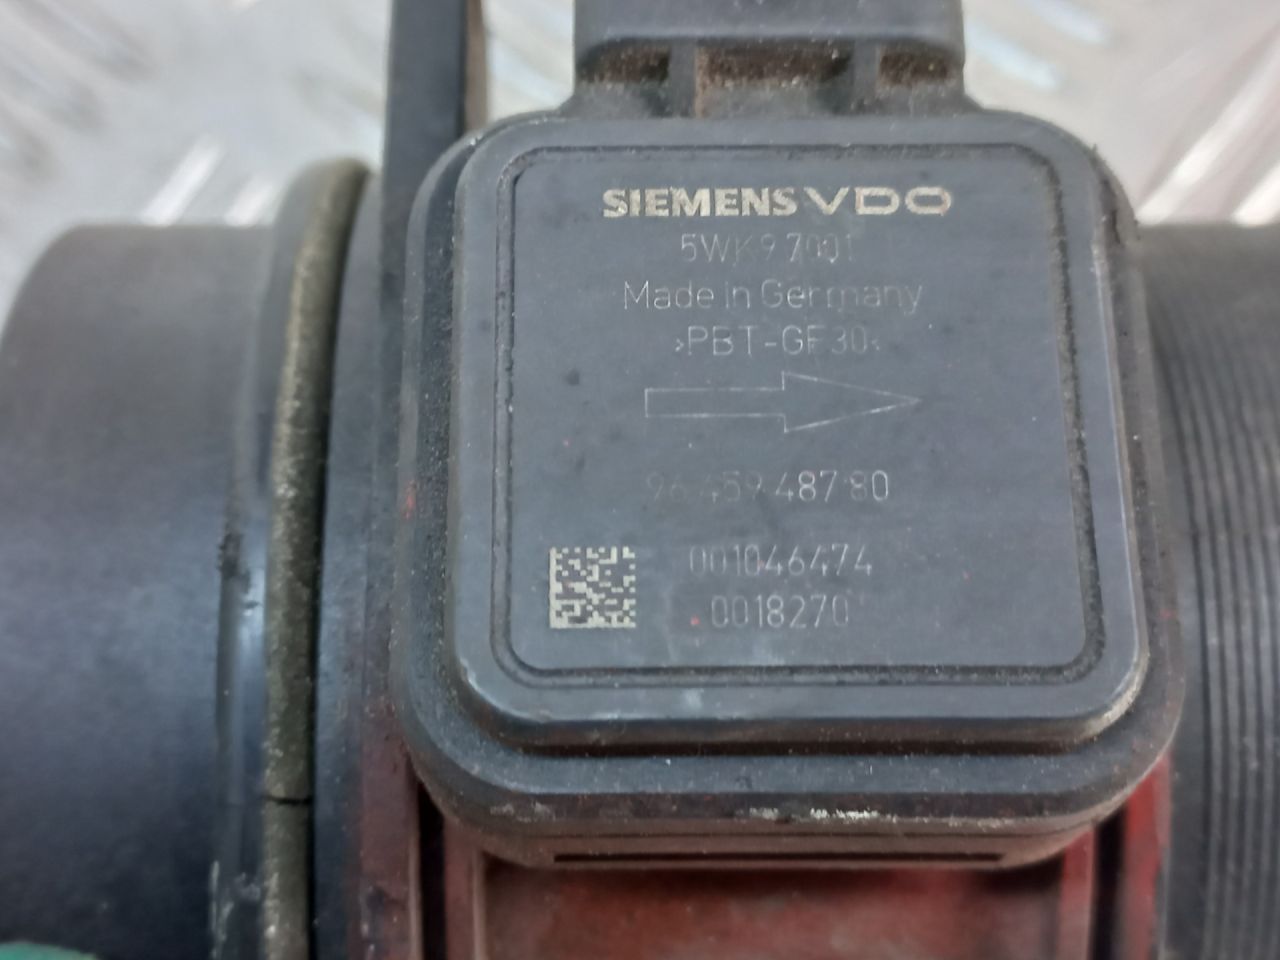 SIEMENS VDO
5WK9 7001
Made in Germany
>PBT-GF30<
96 459 487 80
001046474
0018270